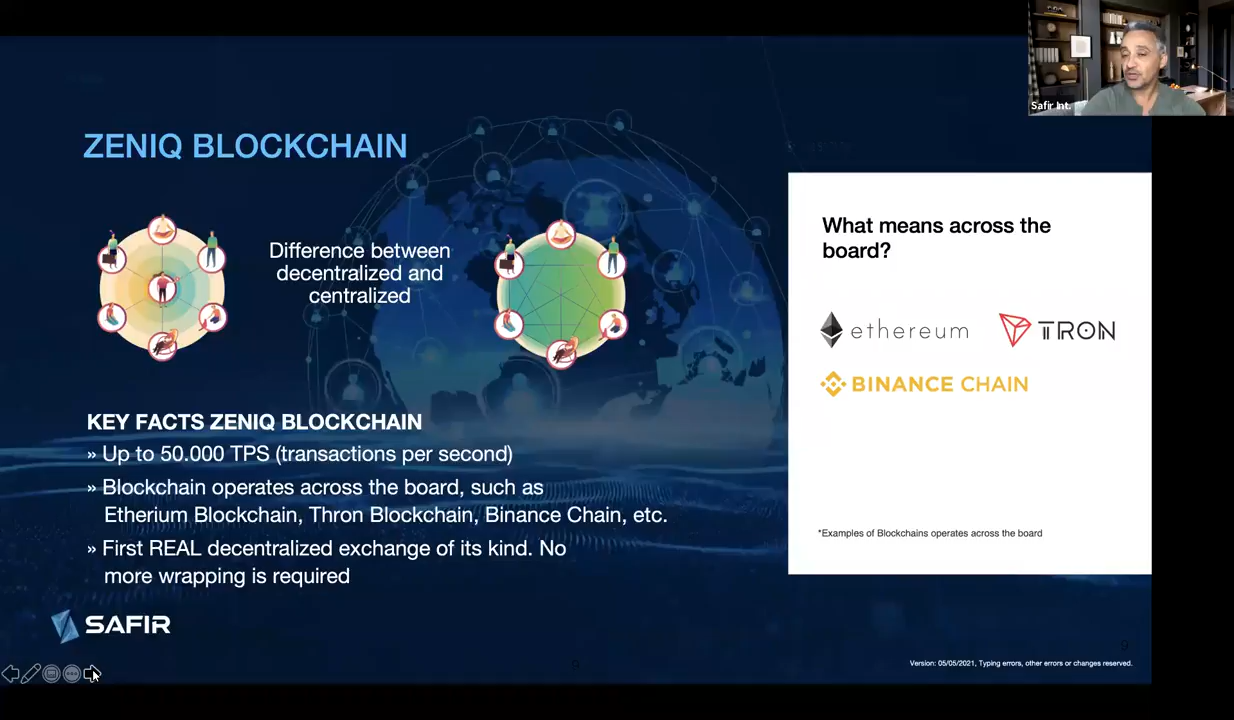 Safir Int.
ZENIQ BLOCKCHAIN
Difference between
decentralized and
centralized
KEY FACTS ZENIQ BLOCKCHAIN
» Up to 50.000 TPS (transactions per second)
» Blockchain operates across the board, such as
Etherium Blockchain, Thron Blockchain, Binance Chain, etc.
» First REAL decentralized exchange of its kind. No
more wrapping is required
What means across the
board?
ethereum
TRON
BINANCE CHAIN
*Examples of Blockchains operates across the board
SAFIR
9
Version: 05/05/2021, Typing errors, other errors or changes reserved.